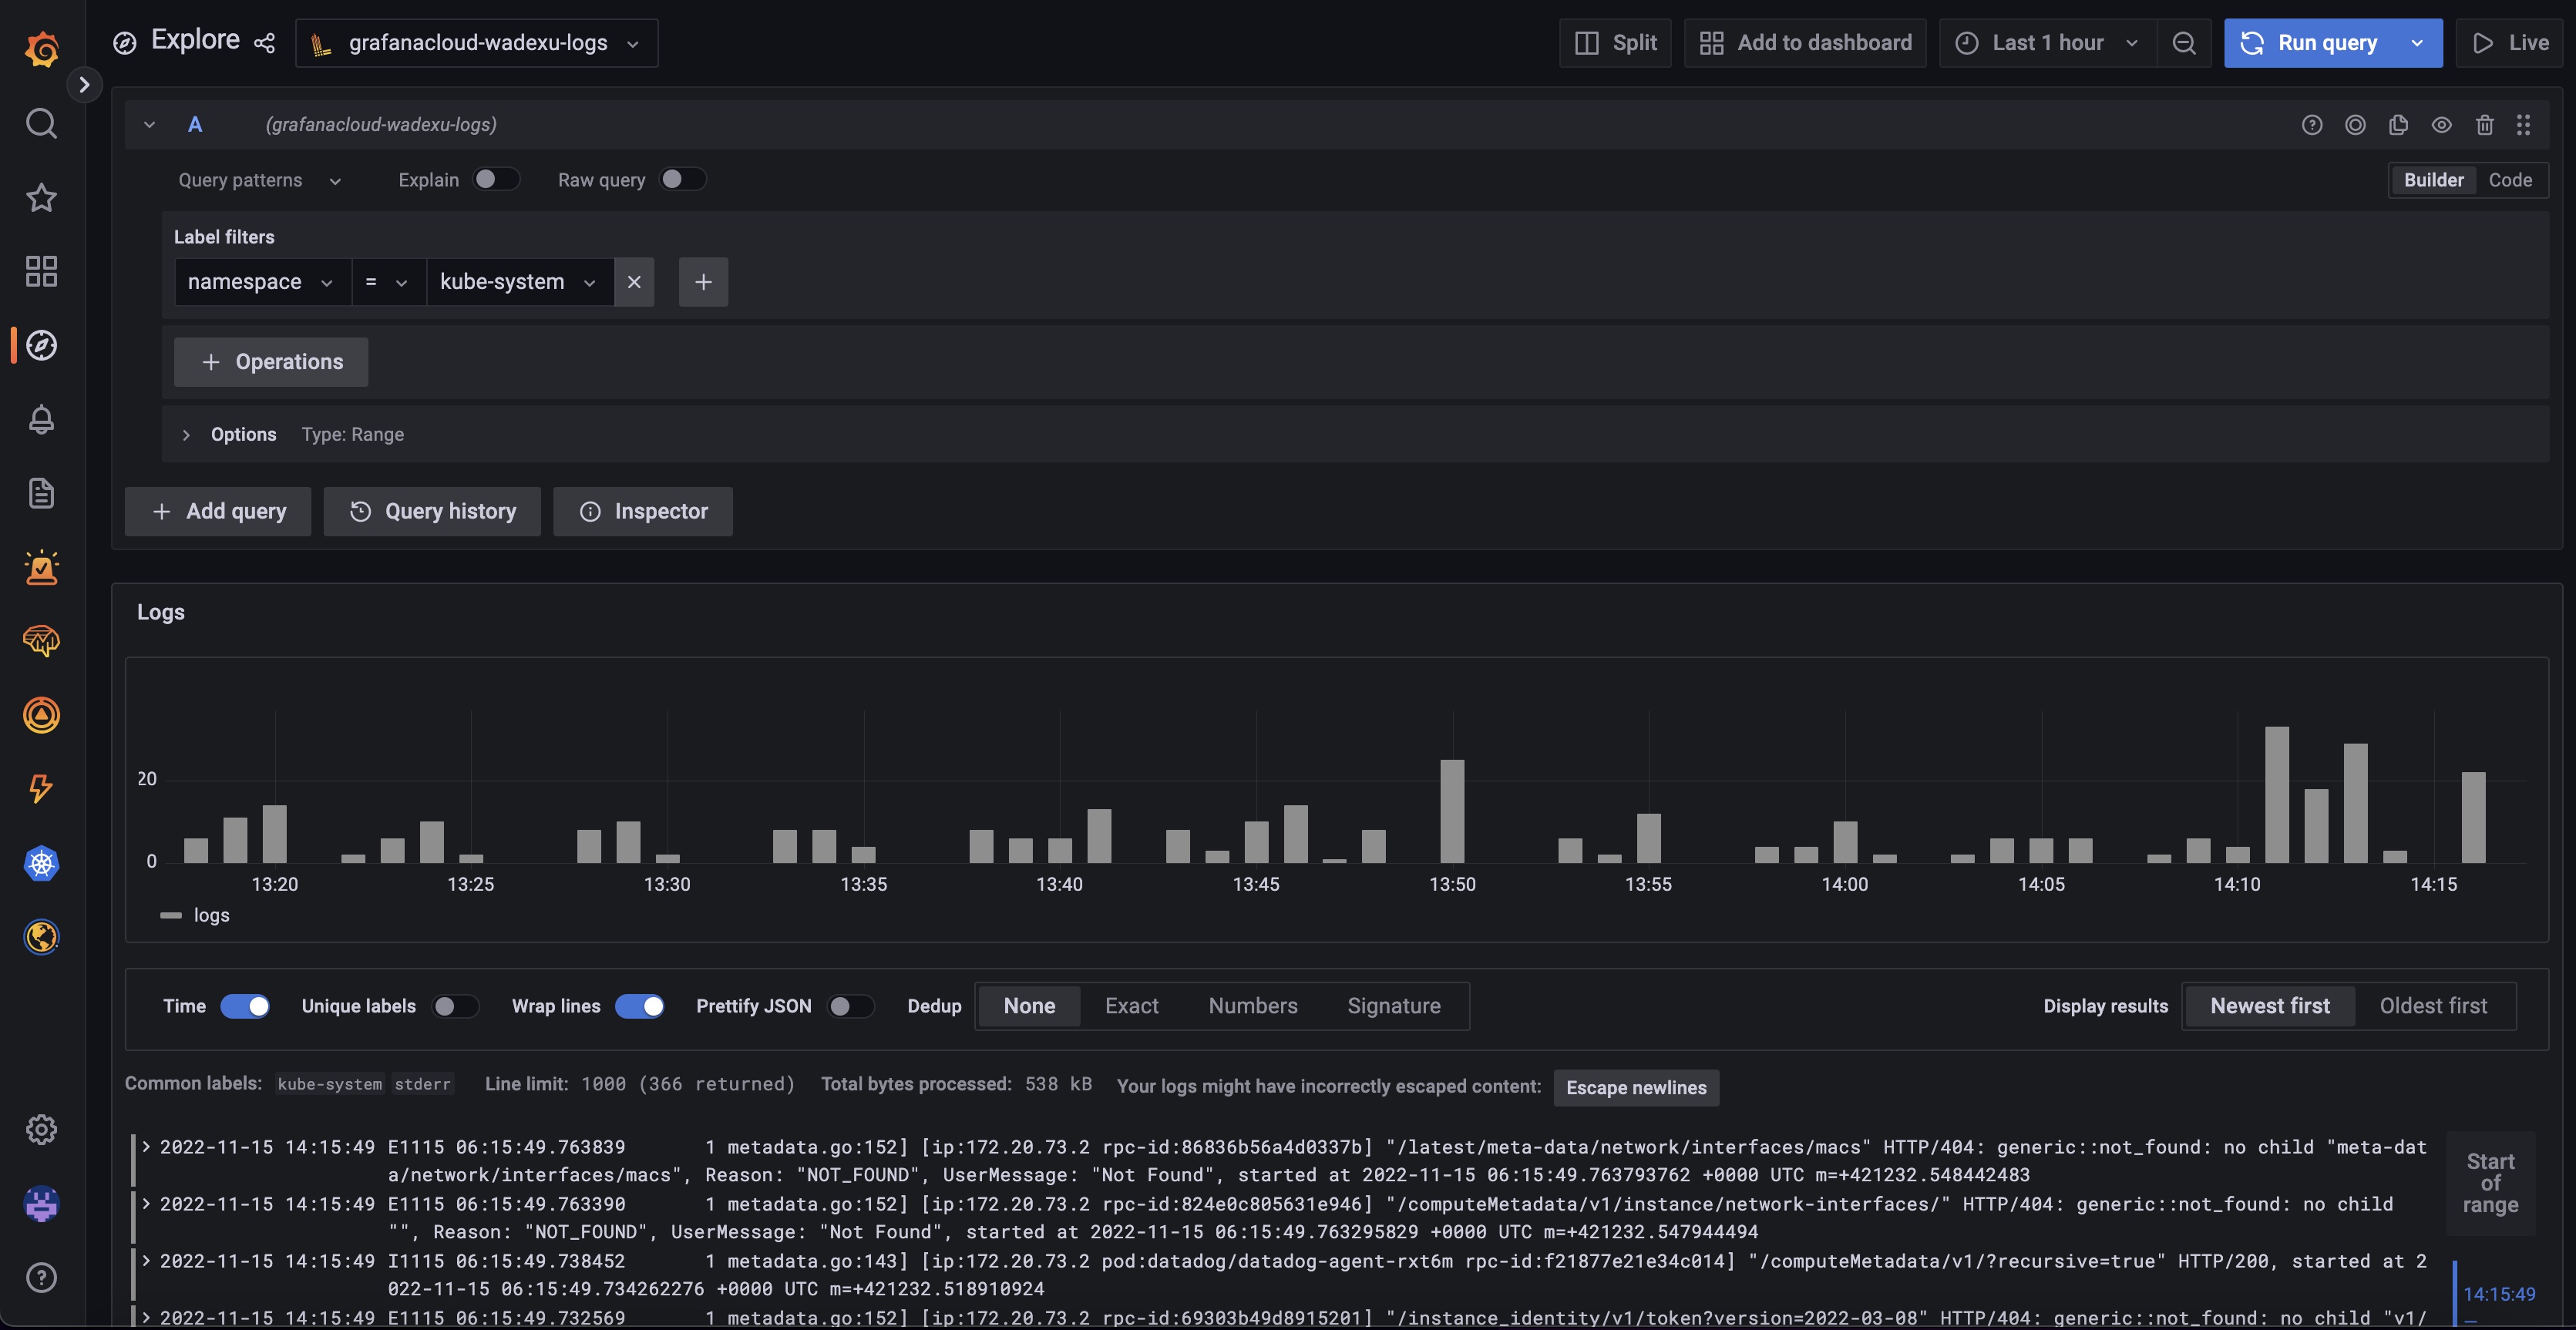 Explore grafanacloud-wadexu-logs Split Add to dashboard Last 1 hour Run query Live
A (grafanacloud-wadexu-logs)
Query patterns Explain Raw query Builder Code
Label filters
namespace = kube-system
+ Operations
Options Type: Range
+ Add query Query history Inspector
Logs
20
0
13:20 13:25 13:30 13:35 13:40 13:45 13:50 13:55 14:00 14:05 14:10 14:15
logs
Time Unique labels Wrap lines Prettify JSON Dedup None Exact Numbers Signature Display results Newest first Oldest first
Common labels: kube-system stderr Line limit: 1000 (366 returned) Total bytes processed: 538 kB Your logs might have incorrectly escaped content: Escape newlines
2022-11-15 14:15:49 E1115 06:15:49.763839 1 metadata.go:152] [ip:172.20.73.2 rpc-id:86836b56a4d0337b] "/latest/meta-data/network/interfaces/macs" HTTP/404: generic::not_found: no child "meta-dat
a/network/interfaces/macs", Reason: "NOT_FOUND", UserMessage: "Not Found", started at 2022-11-15 06:15:49.763793762 +0000 UTC m=+421232.548442483
2022-11-15 14:15:49 E1115 06:15:49.763390 1 metadata.go:152] [ip:172.20.73.2 rpc-id:824e0c805631e946] "/computeMetadata/v1/instance/network-interfaces/" HTTP/404: generic::not_found: no child
"", Reason: "NOT_FOUND", UserMessage: "Not Found", started at 2022-11-15 06:15:49.763295829 +0000 UTC m=+421232.547944494
2022-11-15 14:15:49 I1115 06:15:49.738452 1 metadata.go:143] [ip:172.20.73.2 pod:datadog/datadog-agent-rxt6m rpc-id:f21877e21e34c014] "/computeMetadata/v1/?recursive=true" HTTP/200, started at 2
022-11-15 06:15:49.734262276 +0000 UTC m=+421232.518910924
2022-11-15 14:15:49 E1115 06:15:49.732569 1 metadata.go:152] [ip:172.20.73.2 rpc-id:69303b49d8915201] "/instance_identity/v1/token?version=2022-03-08" HTTP/404: generic::not_found: no child "v1/
Start
of
range
14:15:49